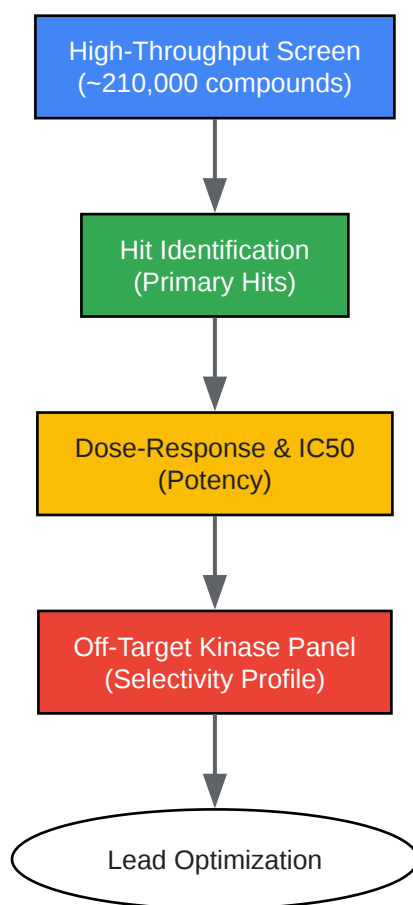 High-Throughput Screen
(~210,000 compounds)
Hit Identification
(Primary Hits)
Dose-Response & IC50
(Potency)
Off-Target Kinase Panel
(Selectivity Profile)
Lead Optimization